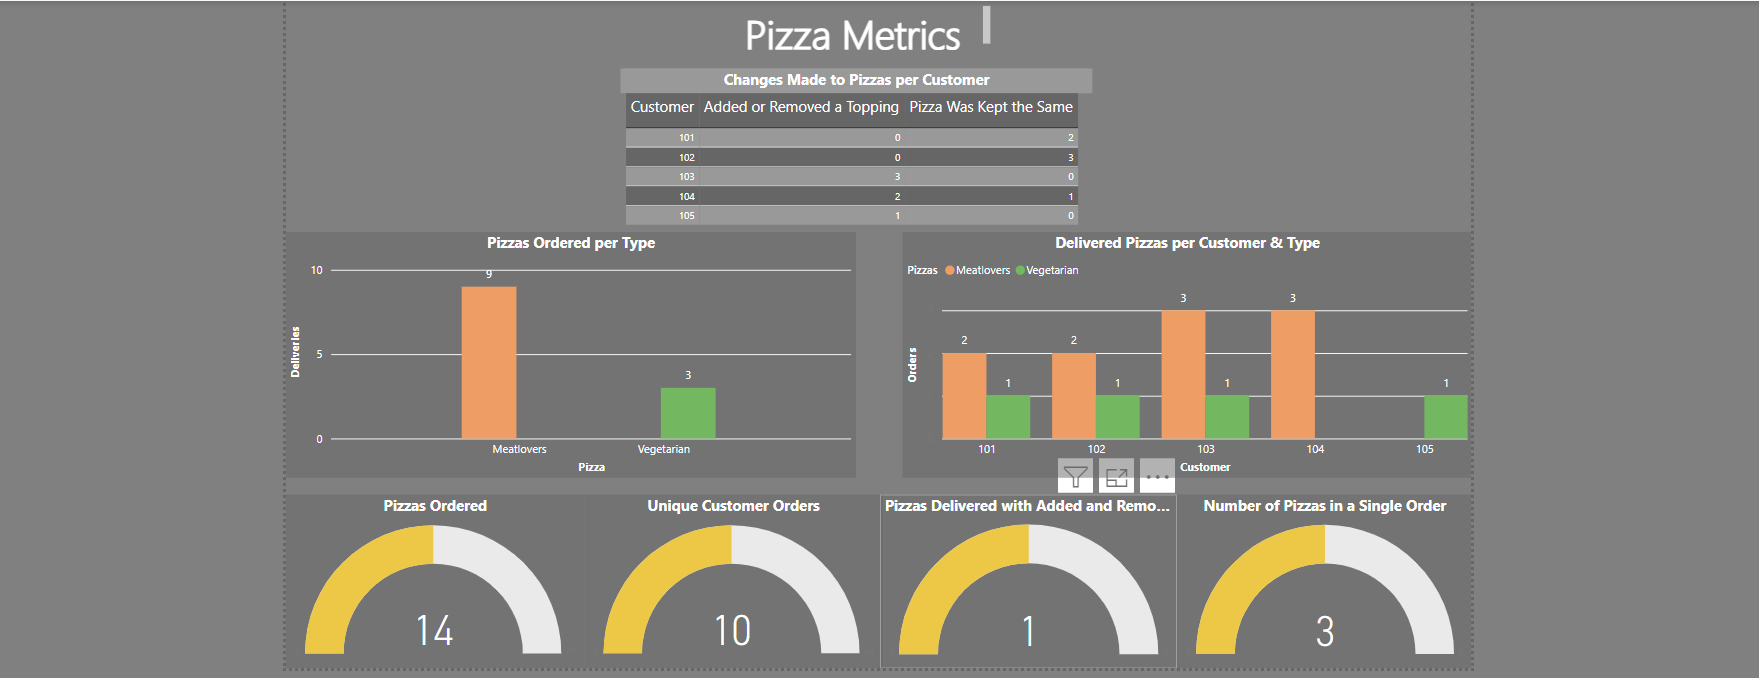 Pizza Metrics
Changes Made to Pizzas per Customer
Customer Added or Removed a Topping Pizza Was Kept the Same
101 0 2
102 0 3
103 3 0
104 2 1
105 1 0
Pizzas Ordered per Type
10
9
5
3
0
Deliveries
Meatlovers Vegetarian
Pizza
Delivered Pizzas per Customer & Type
Pizzas Meatlovers Vegetarian
3 3
2 2
1 1 1 1
Orders
101 102 103 104 105
Customer
Pizzas Ordered
14
Unique Customer Orders
10
Pizzas Delivered with Added and Remo...
1
Number of Pizzas in a Single Order
3